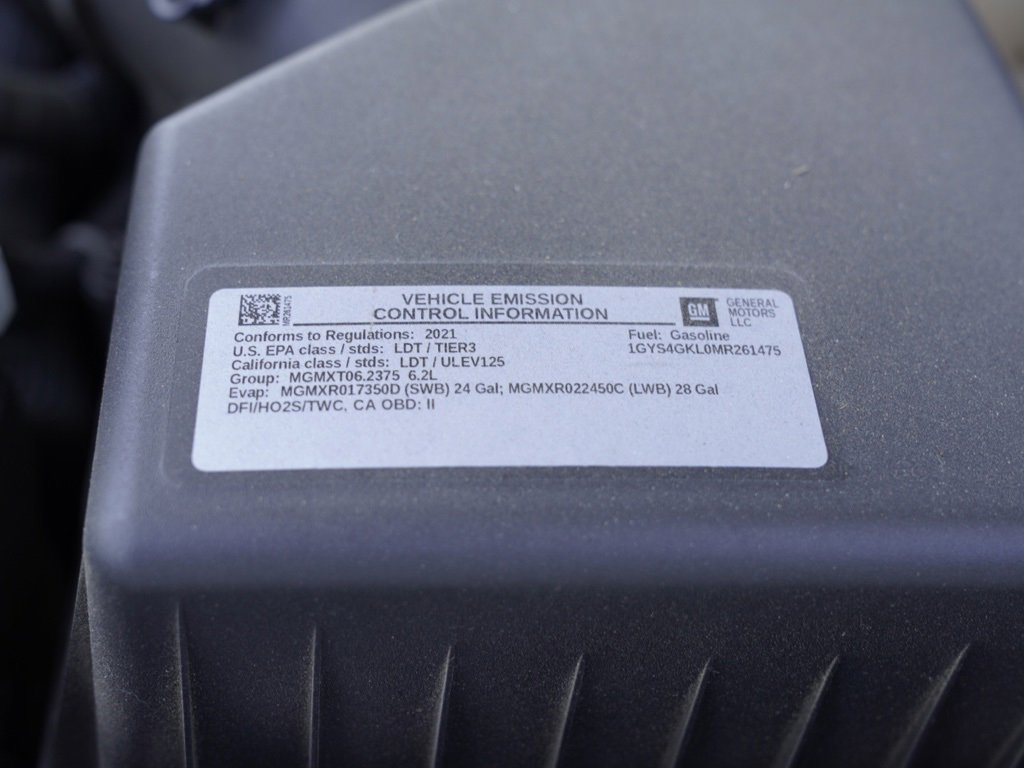 MR261475
VEHICLE EMISSION
CONTROL INFORMATION
GM
GENERAL
MOTORS
LLC
Conforms to Regulations: 2021
U.S. EPA class / stds: LDT / TIER3
California class / stds: LDT / ULEV125
Group: MGMXT06.2375 6.2L
Evap: MGMXR017350D (SWB) 24 Gal; MGMXR022450C (LWB) 28 Gal
DFI/HO2S/TWC, CA OBD: II
Fuel: Gasoline
1GYS4GKL0MR261475